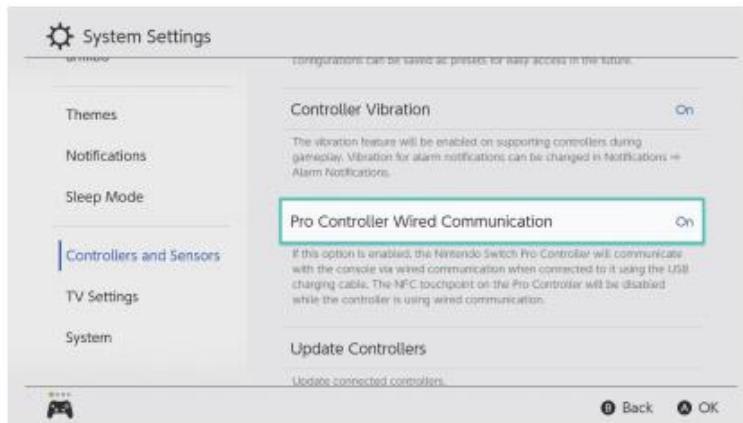 System Settings
amiibo
configurations can be saved as presets for easy access in the future.
Themes
Notifications
Sleep Mode
Controllers and Sensors
TV Settings
System
Controller Vibration On
The vibration feature will be enabled on supporting controllers during
gameplay. Vibration for alarm notifications can be changed in Notifications ⇒
Alarm Notifications.
Pro Controller Wired Communication On
If this option is enabled, the Nintendo Switch Pro Controller will communicate
with the console via wired communication when connected to it using the USB
charging cable. The NFC touchpoint on the Pro Controller will be disabled
while the controller is using wired communication.
Update Controllers
Update connected controllers.
B Back A OK